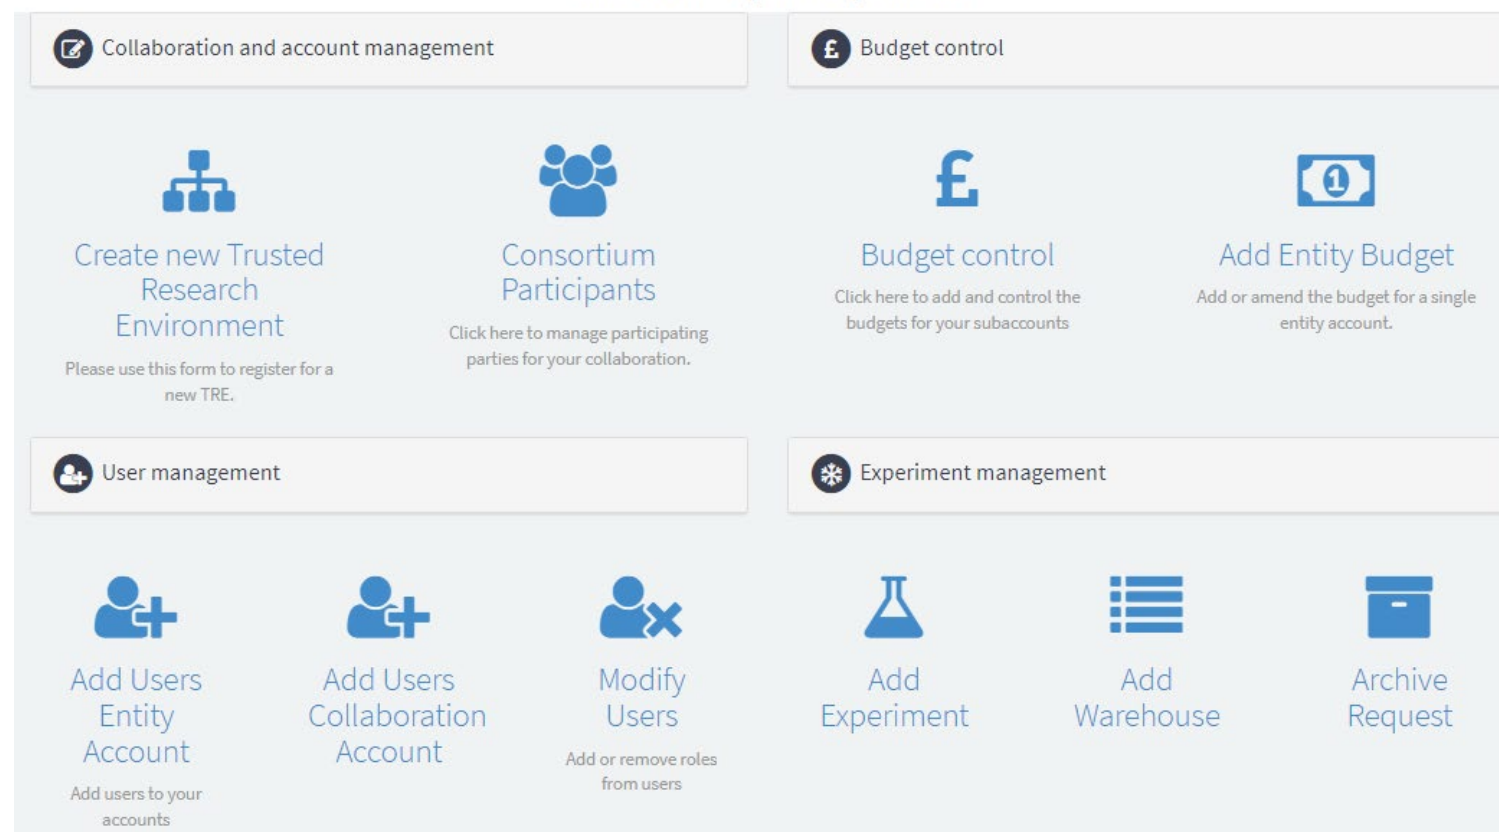 Collaboration and account management
£ Budget control
£
1
Create new Trusted
Research
Environment
Please use this form to register for a
new TRE.
Consortium
Participants
Click here to manage participating
parties for your collaboration.
Budget control
Click here to add and control the
budgets for your subaccounts
Add Entity Budget
Add or amend the budget for a single
entity account.
User management
Experiment management
Add Users
Entity
Account
Add users to your
accounts
Add Users
Collaboration
Account
Modify
Users
Add or remove roles
from users
Add
Experiment
Add
Warehouse
Archive
Request